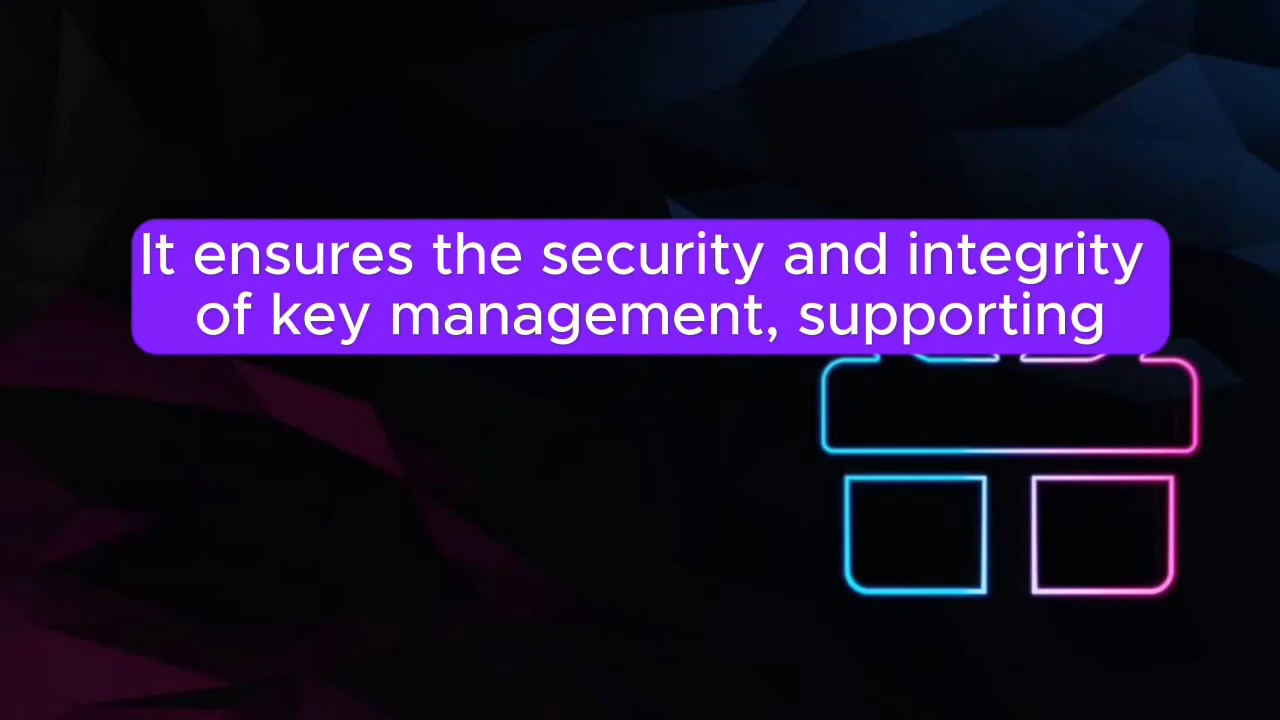 It ensures the security and integrity
of key management, supporting